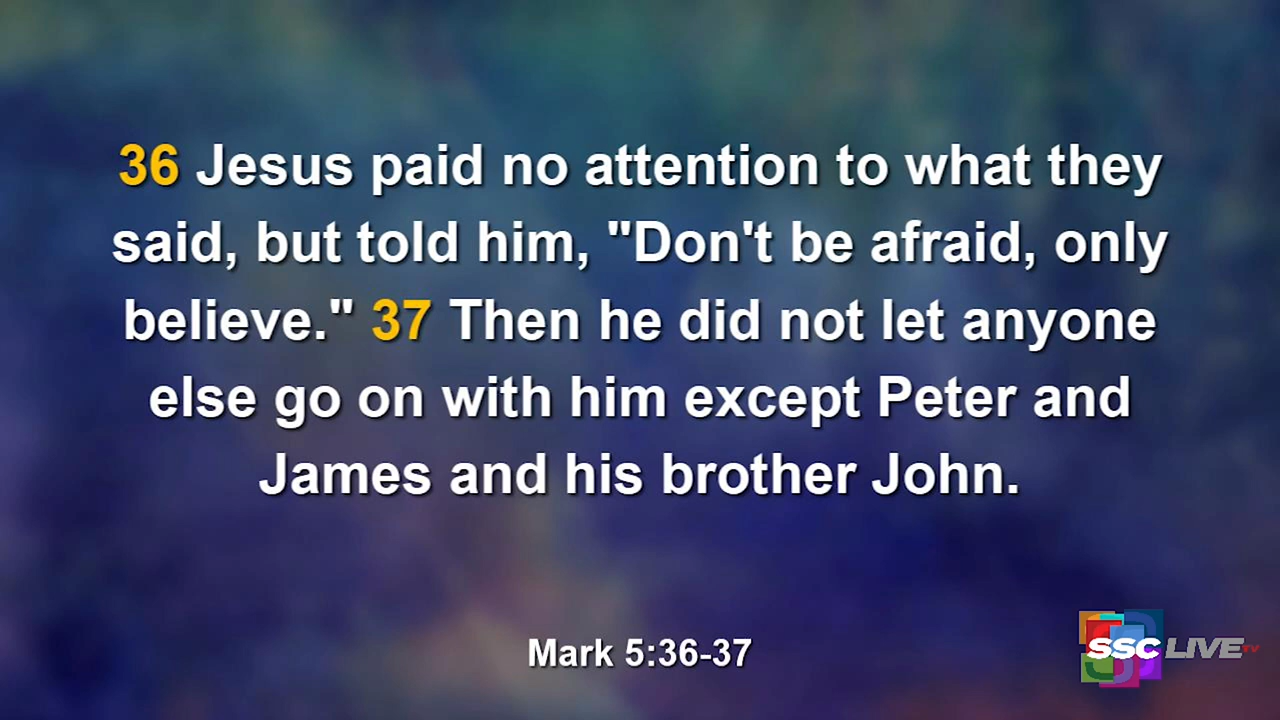 36 Jesus paid no attention to what they
said, but told him, "Don't be afraid, only
believe." 37 Then he did not let anyone
else go on with him except Peter and
James and his brother John.
Mark 5:36-37
SSC LIVE TV